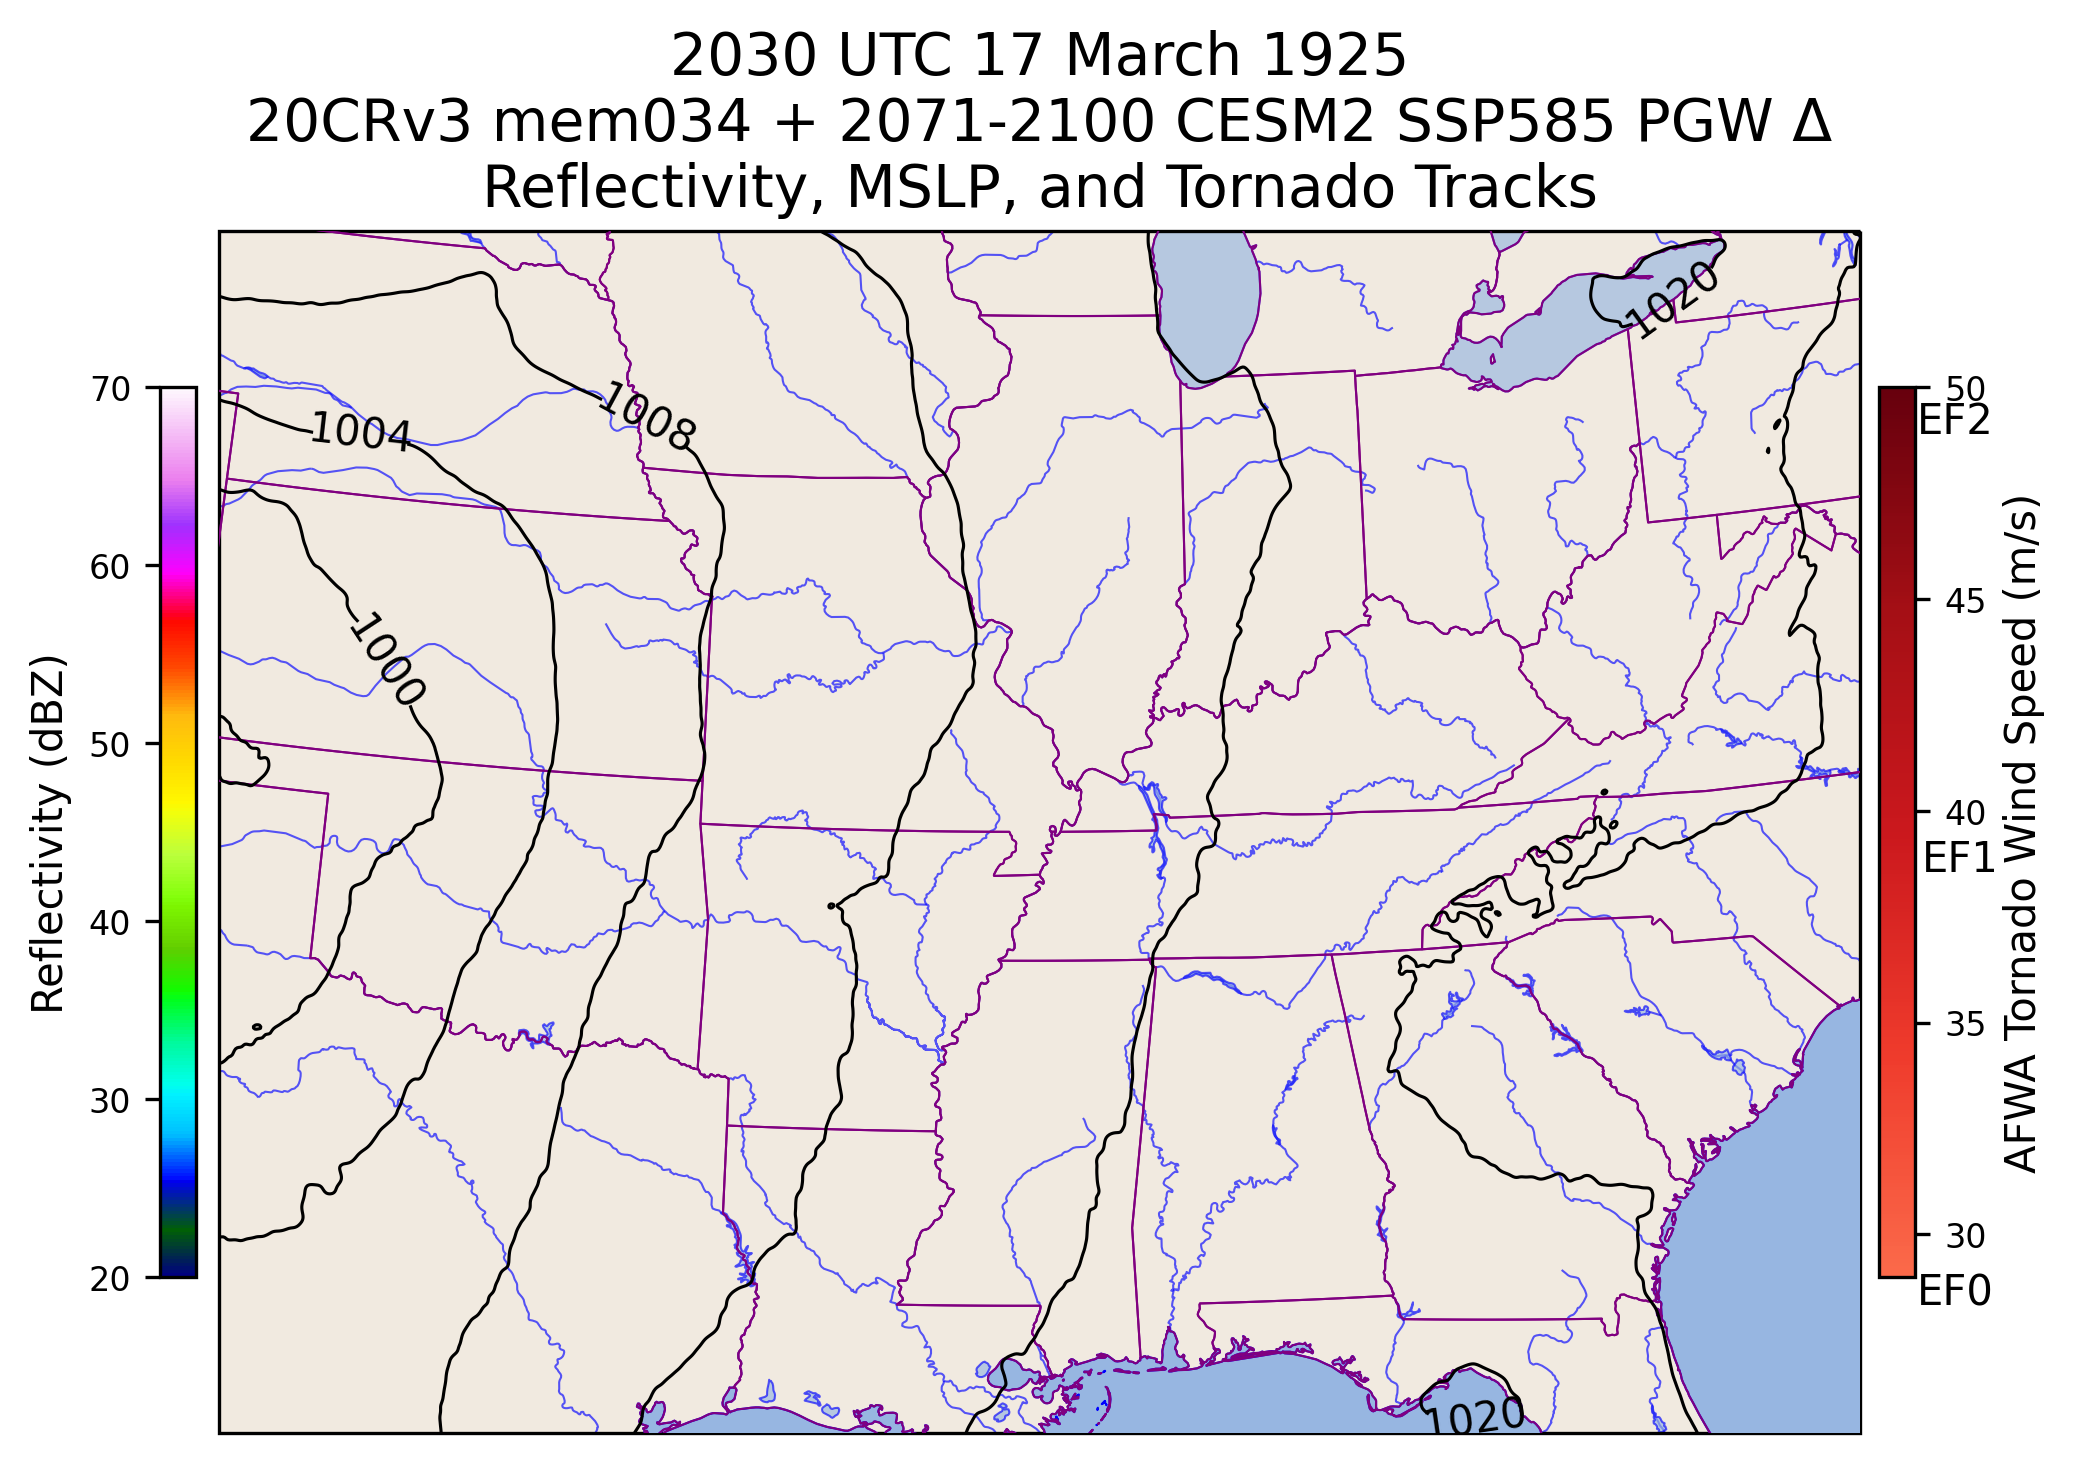 2030 UTC 17 March 1925
20CRv3 mem034 + 2071-2100 CESM2 SSP585 PGW Δ
Reflectivity, MSLP, and Tornado Tracks
Reflectivity (dBZ)
70
60
50
40
30
20
1020
1008
1004
1000
1020
50
EF2
45
40
EF1
35
30
EF0
AFWA Tornado Wind Speed (m/s)